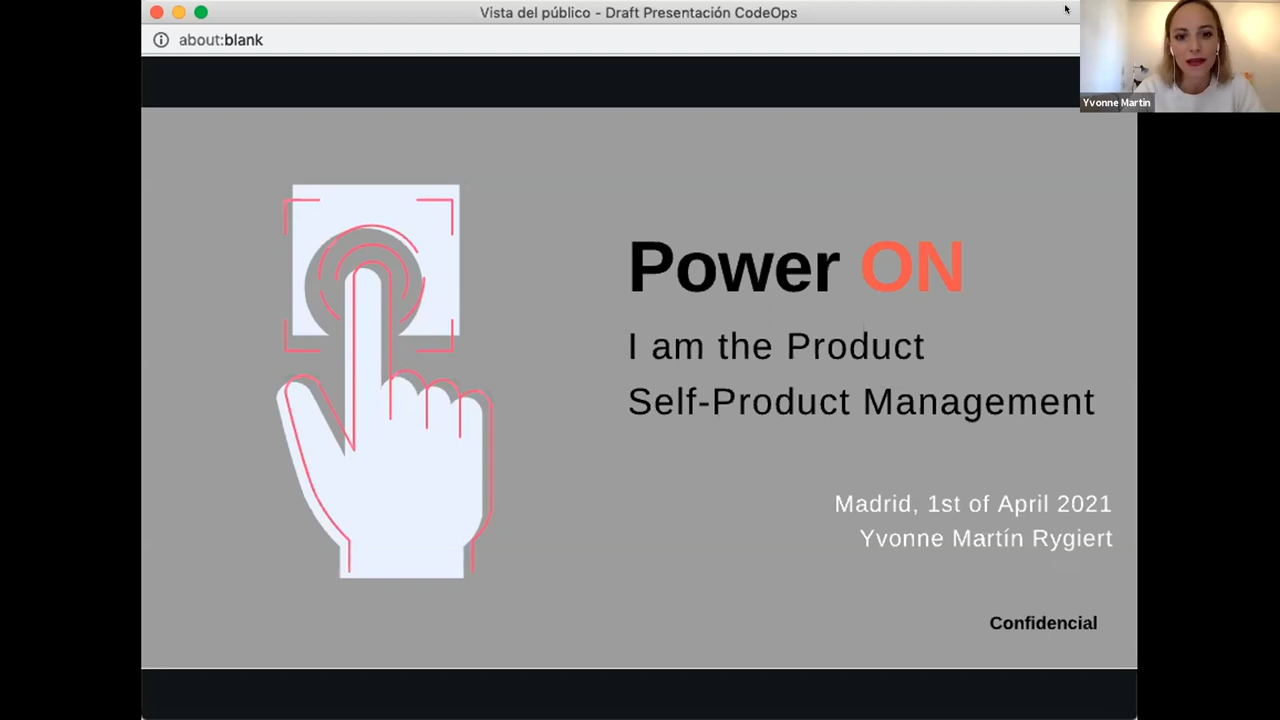 Vista del público - Draft Presentación CodeOps
about:blank
Yvonne Martin
Power ON
I am the Product
Self-Product Management
Madrid, 1st of April 2021
Yvonne Martín Rygiert
Confidencial